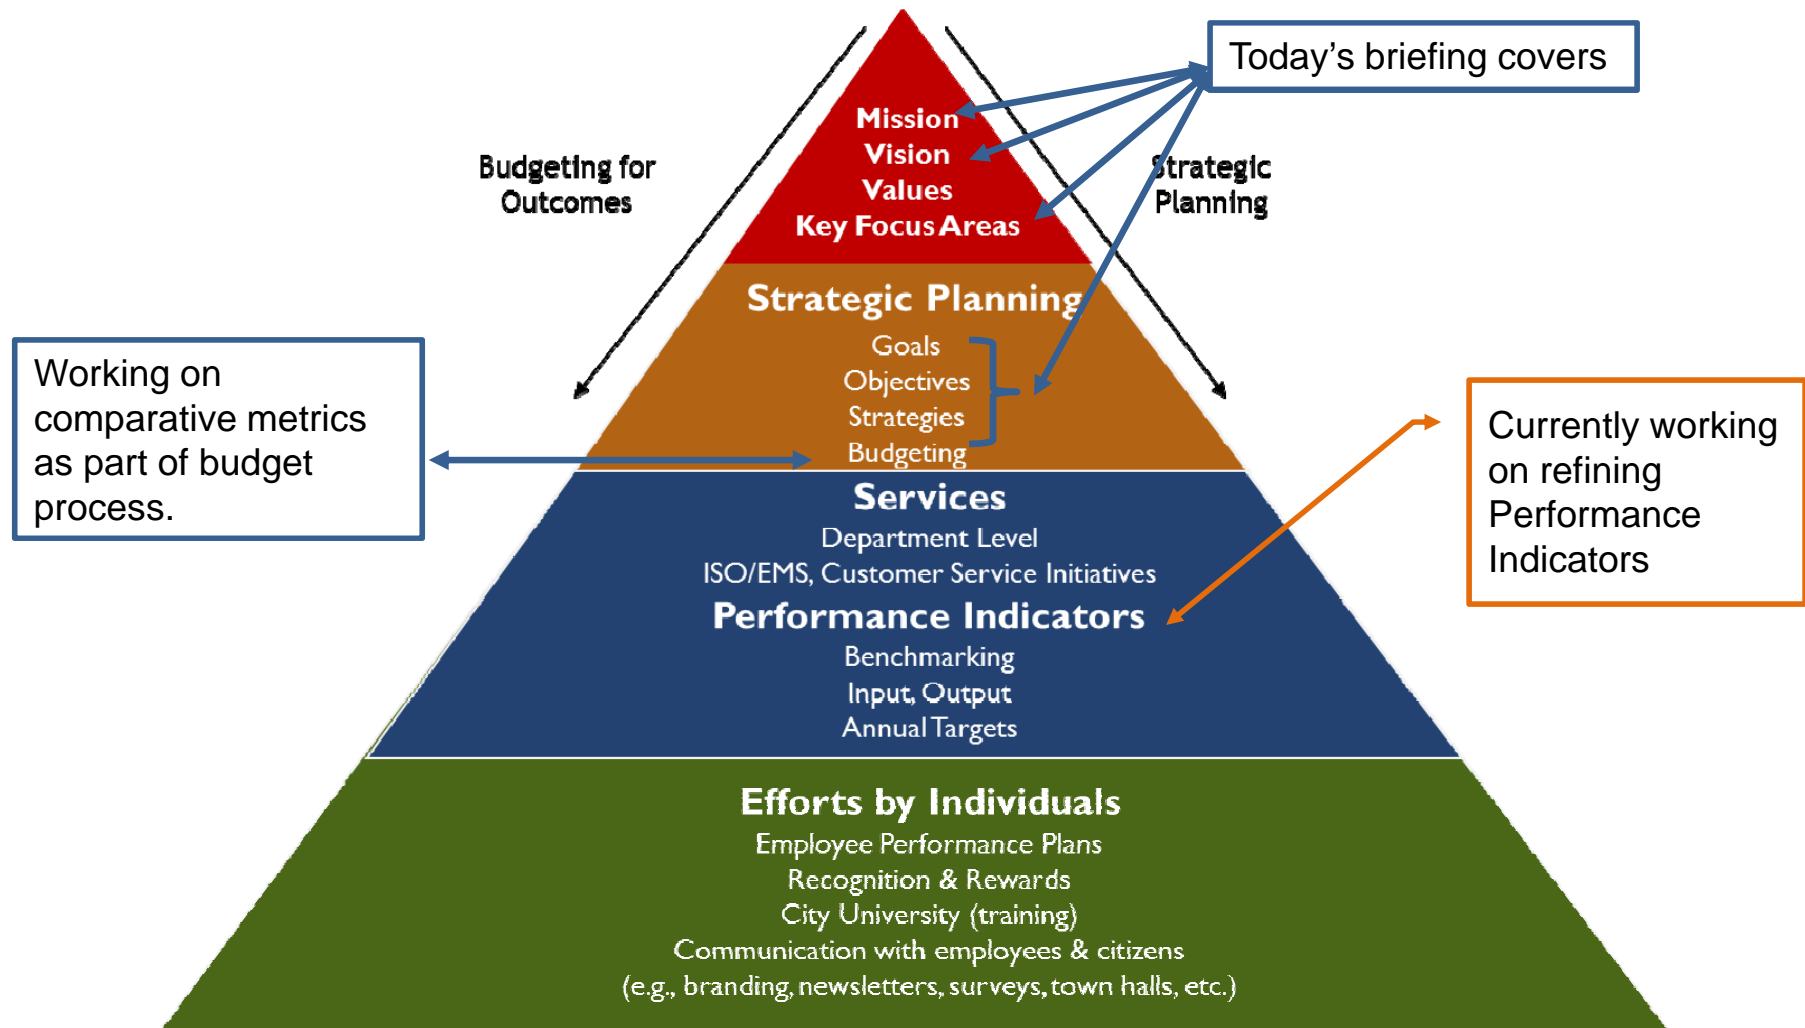 Today's briefing covers
Mission
Vision
Values
Key Focus Areas
Budgeting for
Outcomes
Strategic
Planning
Strategic Planning
Goals
Objectives
Strategies
Budgeting
Working on
comparative metrics
as part of budget
process.
Currently working
on refining
Performance
Indicators
Services
Department Level
ISO/EMS, Customer Service Initiatives
Performance Indicators
Benchmarking
Input, Output
Annual Targets
Efforts by Individuals
Employee Performance Plans
Recognition & Rewards
City University (training)
Communication with employees & citizens
(e.g., branding, newsletters, surveys, town halls, etc.)